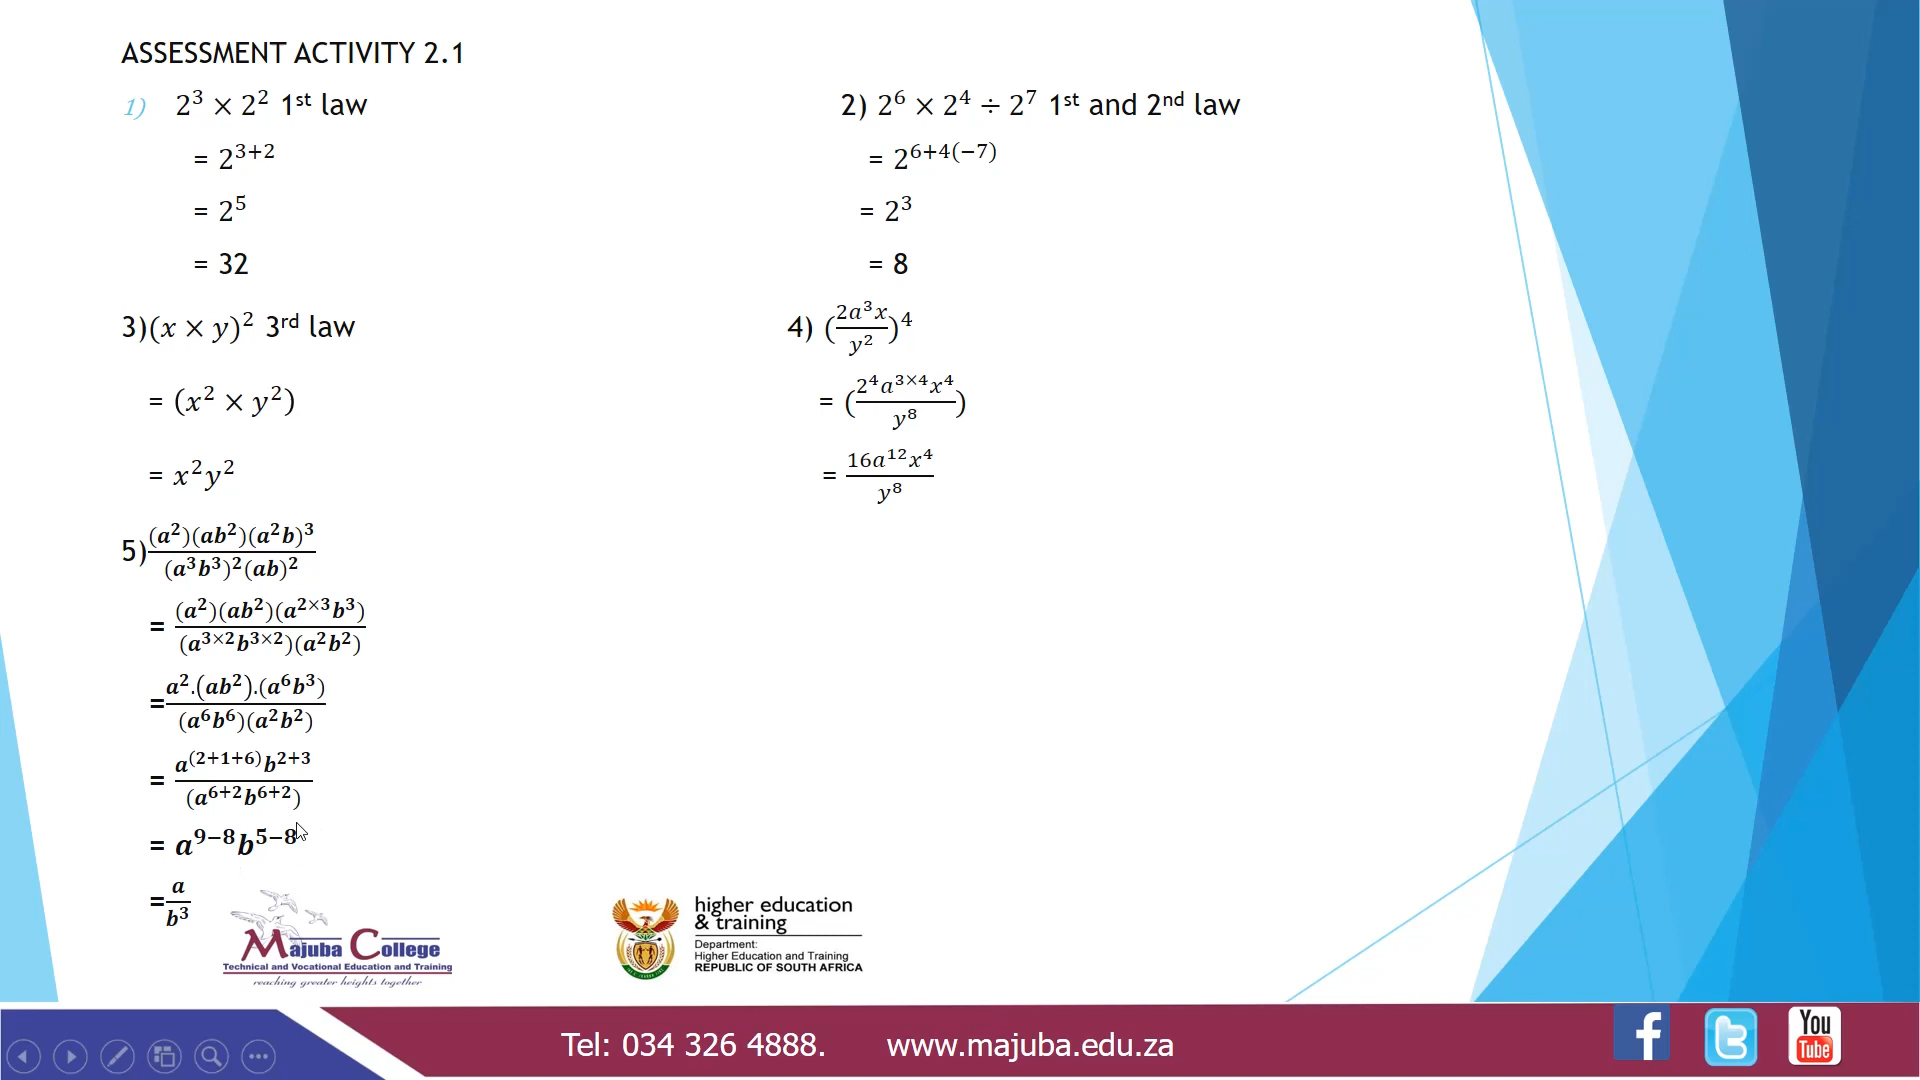 ASSESSMENT ACTIVITY 2.1
1) 2³ × 2² 1ˢᵗ law
= 2³⁺²
= 2⁵
= 32
2) 2⁶ × 2⁴ ÷ 2⁷ 1ˢᵗ and 2ⁿᵈ law
= 2⁶⁺⁴⁽⁻⁷⁾
= 2³
= 8
3)(x × y)² 3ʳᵈ law
= (x² × y²)
= x²y²
4) (2a³x/y²)⁴
= (2⁴a³ˣ⁴x⁴/y⁸)
= 16a¹²x⁴/y⁸
5)(a²)(ab²)(a²b)³/(a³b³)²(ab)²
= (a²)(ab²)(a²ˣ³b³)/(a³ˣ²b³ˣ²)(a²b²)
=a².(ab²).(a⁶b³)/(a⁶b⁶)(a²b²)
= a⁽²⁺¹⁺⁶⁾b²⁺³/(a⁶⁺²b⁶⁺²)
= a⁹⁻⁸b⁵⁻⁸
=a/b³
Majuba College
Technical and Vocational Education and Training
reaching greater heights together
higher education
& training
Department:
Higher Education and Training
REPUBLIC OF SOUTH AFRICA
Tel: 034 326 4888. www.majuba.edu.za
f
t
You
Tube